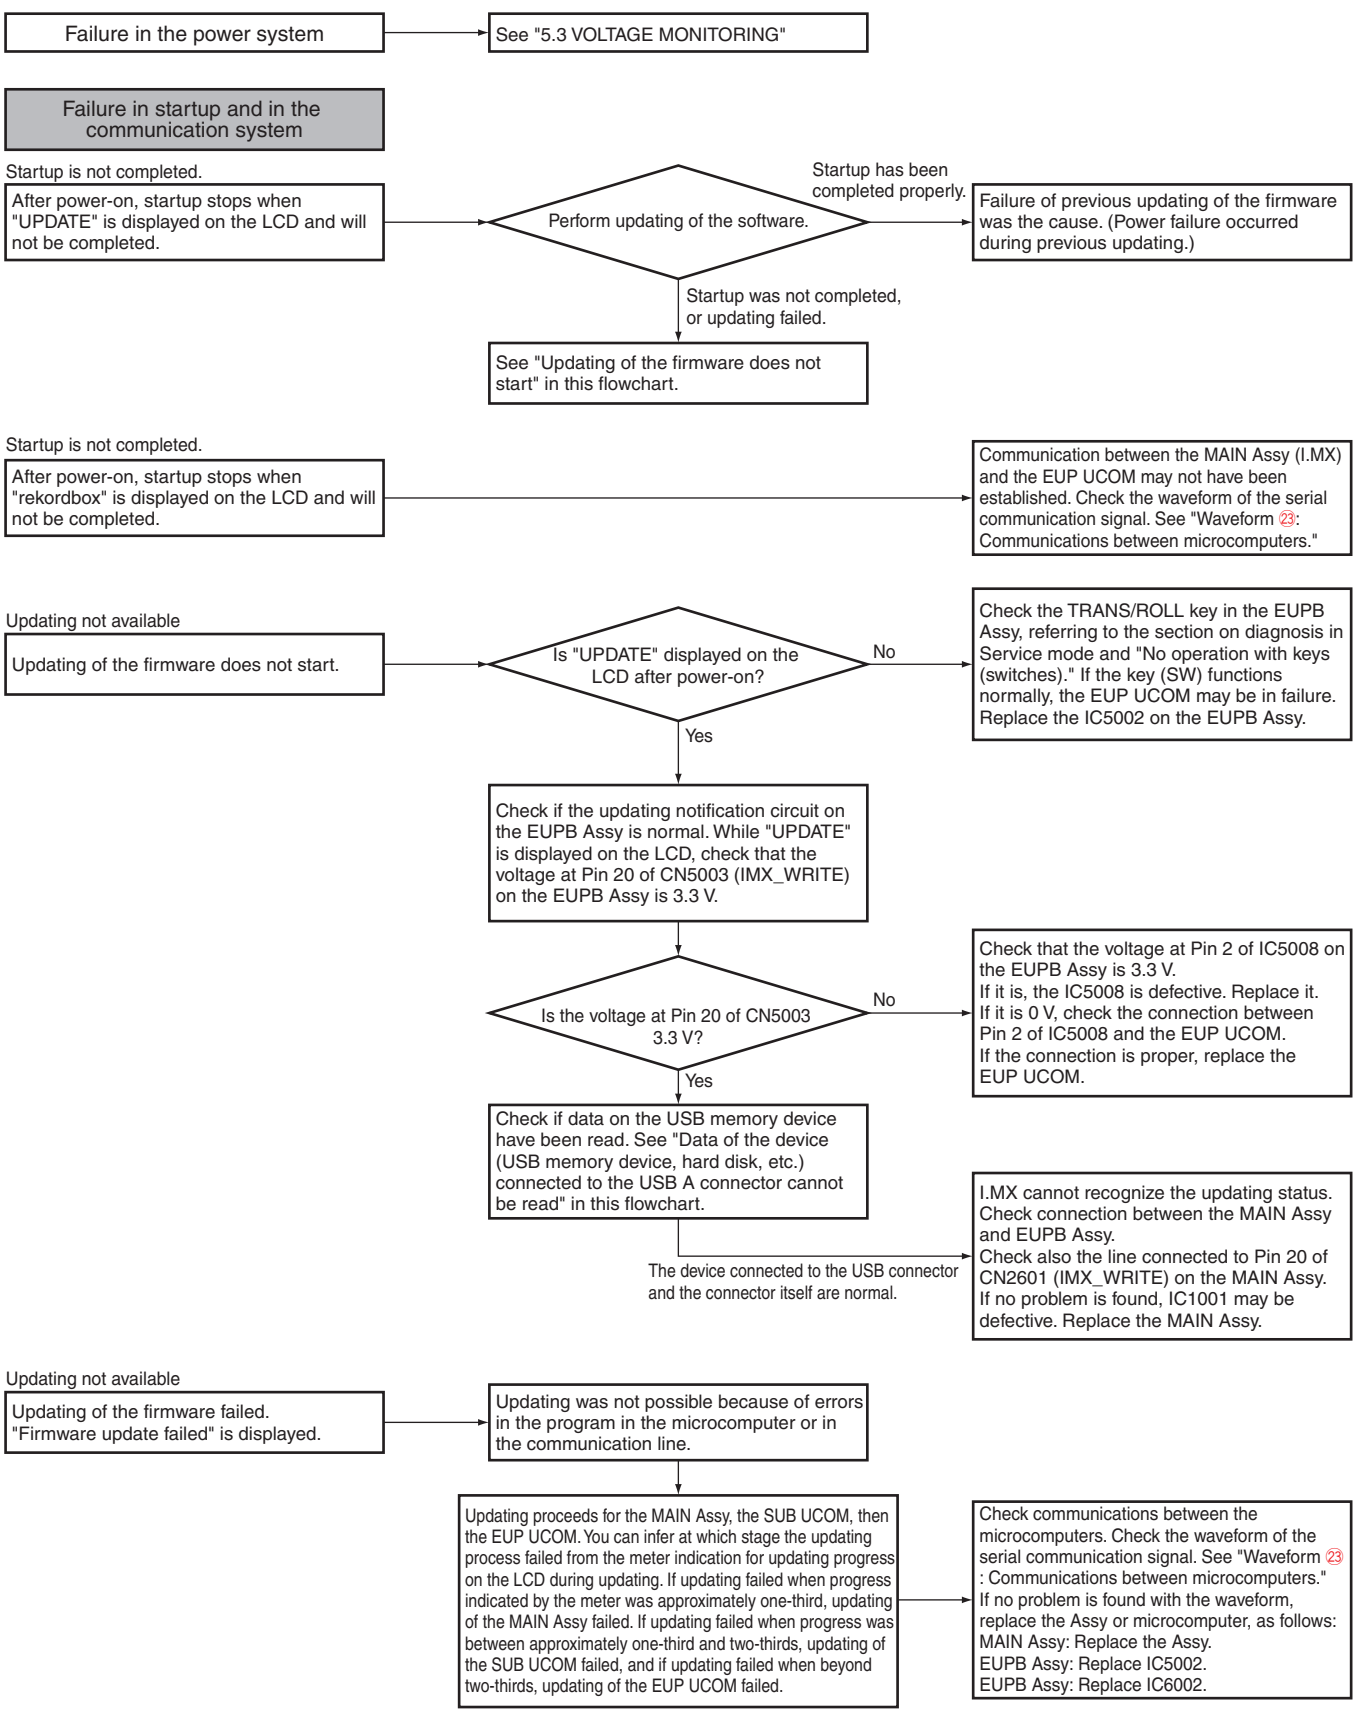 Failure in the power system
See "5.3 VOLTAGE MONITORING"
Failure in startup and in the
communication system
Startup is not completed.
After power-on, startup stops when
"UPDATE" is displayed on the LCD and will
not be completed.
Perform updating of the software.
Startup has been
completed properly.
Failure of previous updating of the firmware
was the cause. (Power failure occurred
during previous updating.)
Startup was not completed,
or updating failed.
See "Updating of the firmware does not
start" in this flowchart.
Startup is not completed.
After power-on, startup stops when
"rekordbox" is displayed on the LCD and will
not be completed.
Communication between the MAIN Assy (I.MX)
and the EUP UCOM may not have been
established. Check the waveform of the serial
communication signal. See "Waveform ㉓:
Communications between microcomputers."
Updating not available
Updating of the firmware does not start.
Is "UPDATE" displayed on the
LCD after power-on?
No
Check the TRANS/ROLL key in the EUPB
Assy, referring to the section on diagnosis in
Service mode and "No operation with keys
(switches)." If the key (SW) functions
normally, the EUP UCOM may be in failure.
Replace the IC5002 on the EUPB Assy.
Yes
Check if the updating notification circuit on
the EUPB Assy is normal. While "UPDATE"
is displayed on the LCD, check that the
voltage at Pin 20 of CN5003 (IMX_WRITE)
on the EUPB Assy is 3.3 V.
Is the voltage at Pin 20 of CN5003
3.3 V?
No
Check that the voltage at Pin 2 of IC5008 on
the EUPB Assy is 3.3 V.
If it is, the IC5008 is defective. Replace it.
If it is 0 V, check the connection between
Pin 2 of IC5008 and the EUP UCOM.
If the connection is proper, replace the
EUP UCOM.
Yes
Check if data on the USB memory device
have been read. See "Data of the device
(USB memory device, hard disk, etc.)
connected to the USB A connector cannot
be read" in this flowchart.
The device connected to the USB connector
and the connector itself are normal.
I.MX cannot recognize the updating status.
Check connection between the MAIN Assy
and EUPB Assy.
Check also the line connected to Pin 20 of
CN2601 (IMX_WRITE) on the MAIN Assy.
If no problem is found, IC1001 may be
defective. Replace the MAIN Assy.
Updating not available
Updating of the firmware failed.
"Firmware update failed" is displayed.
Updating was not possible because of errors
in the program in the microcomputer or in
the communication line.
Updating proceeds for the MAIN Assy, the SUB UCOM, then
the EUP UCOM. You can infer at which stage the updating
process failed from the meter indication for updating progress
on the LCD during updating. If updating failed when progress
indicated by the meter was approximately one-third, updating
of the MAIN Assy failed. If updating failed when progress was
between approximately one-third and two-thirds, updating of
the SUB UCOM failed, and if updating failed when beyond
two-thirds, updating of the EUP UCOM failed.
Check communications between the
microcomputers. Check the waveform of the
serial communication signal. See "Waveform ㉓
: Communications between microcomputers."
If no problem is found with the waveform,
replace the Assy or microcomputer, as follows:
MAIN Assy: Replace the Assy.
EUPB Assy: Replace IC5002.
EUPB Assy: Replace IC6002.